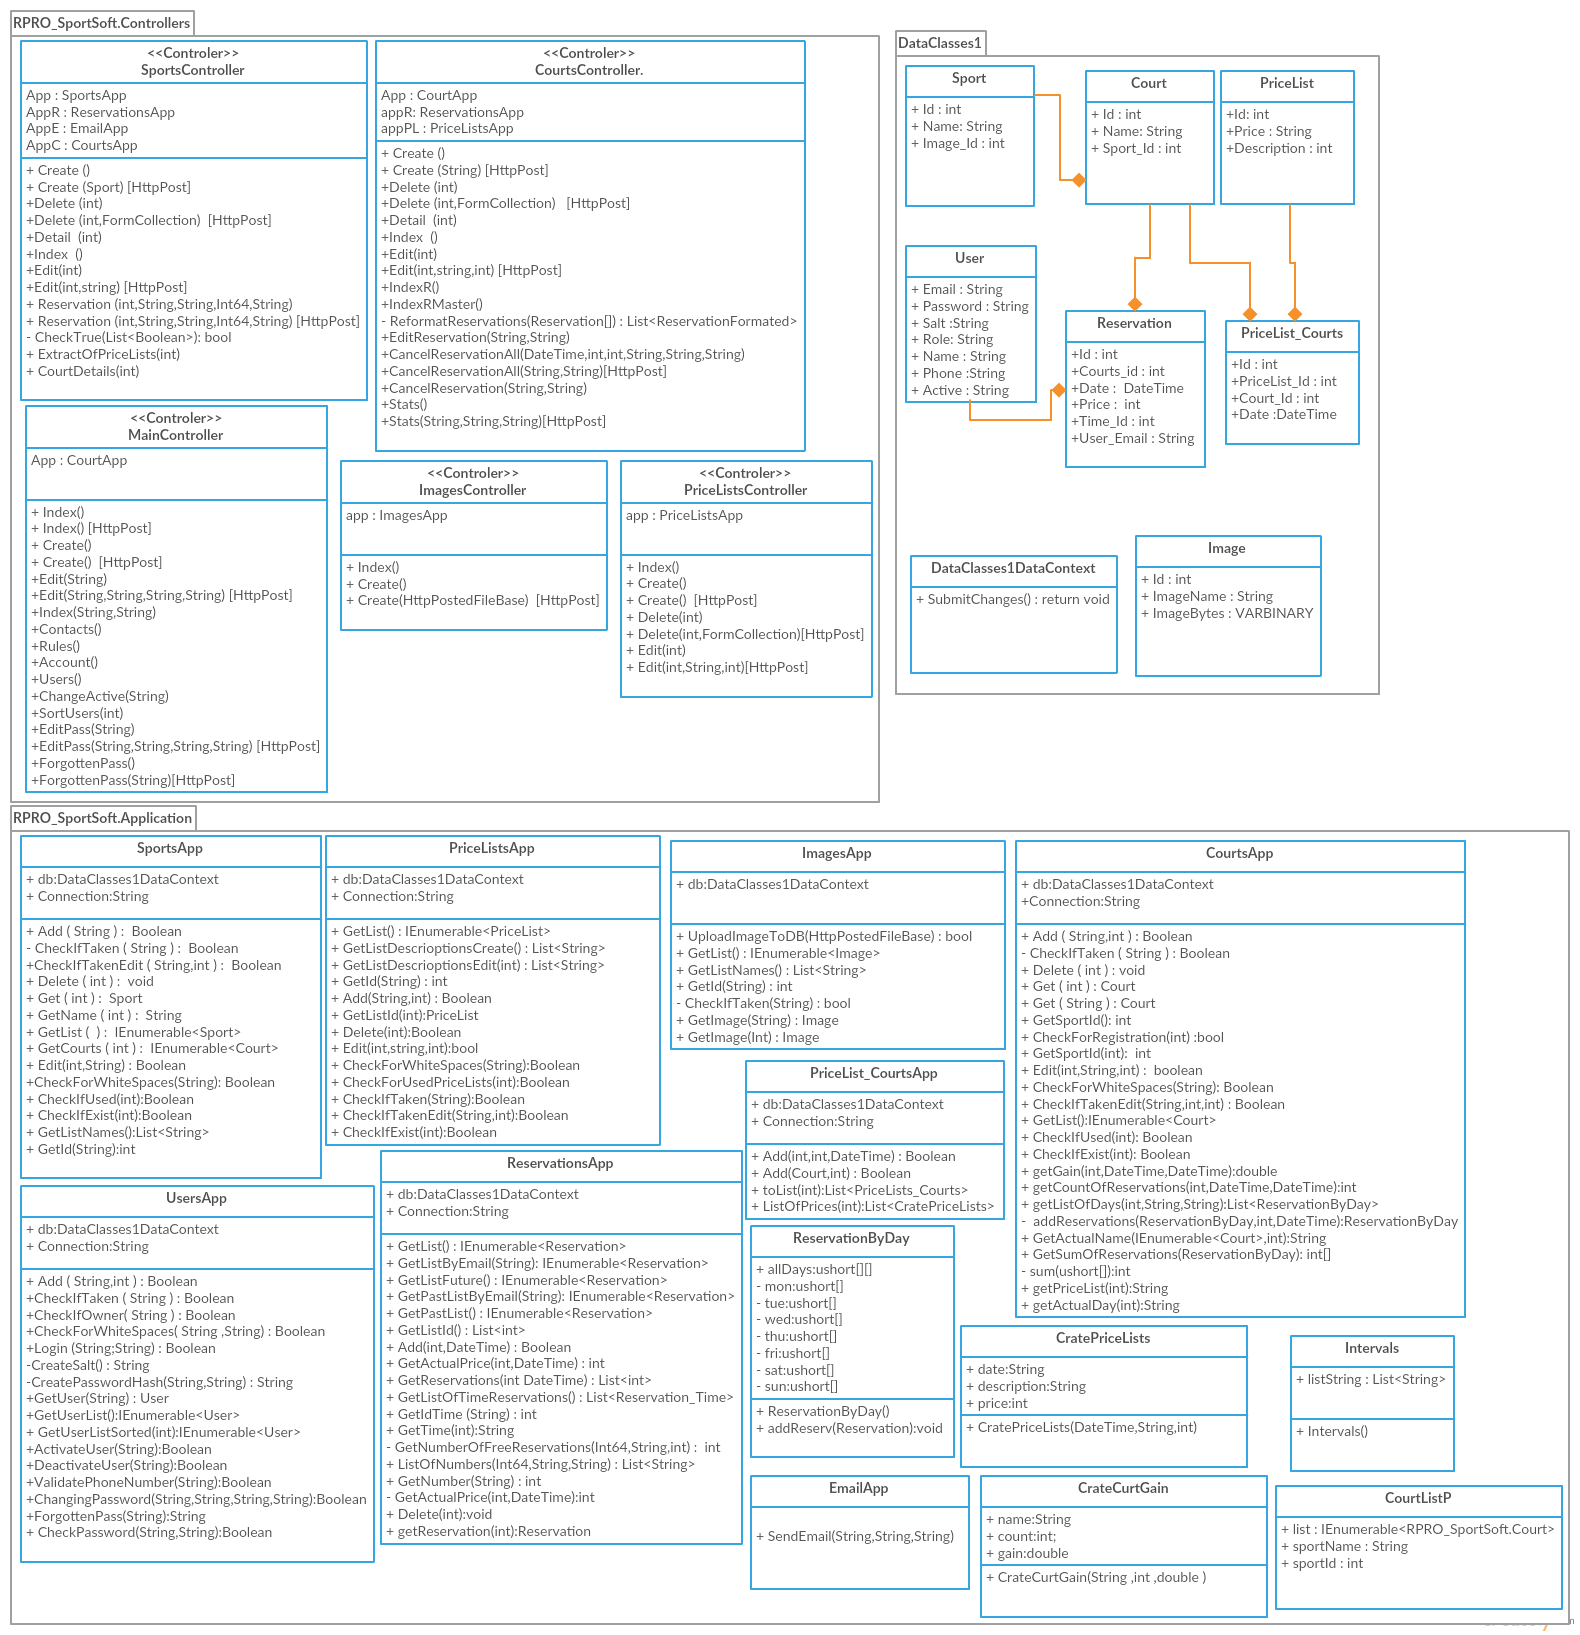 RPRO_SportSoft.Controllers
<<Controler>>
SportsController
App : SportsApp
AppR : ReservationsApp
AppE : EmailApp
AppC : CourtsApp
+ Create ()
+ Create (Sport) [HttpPost]
+Delete (int)
+Delete (int,FormCollection)  [HttpPost]
+Detail  (int)
+Index  ()
+Edit(int)
+Edit(int,string) [HttpPost]
+ Reservation (int,String,String,Int64,String)
+ Reservation (int,String,String,Int64,String) [HttpPost]
- CheckTrue(List<Boolean>): bool
+ ExtractOfPriceLists(int)
+ CourtDetails(int)
<<Controler>>
CourtsController.
App : CourtApp
appR: ReservationsApp
appPL : PriceListsApp
+ Create ()
+ Create (String) [HttpPost]
+Delete (int)
+Delete (int,FormCollection)   [HttpPost]
+Detail  (int)
+Index  ()
+Edit(int)
+Edit(int,string,int) [HttpPost]
+IndexR()
+IndexRMaster()
- ReformatReservations(Reservation[]) : List<ReservationFormated>
+EditReservation(String,String)
+CancelReservationAll(DateTime,int,int,String,String,String)
+CancelReservationAll(String,String)[HttpPost]
+CancelReservation(String,String)
+Stats()
+Stats(String,String,String)[HttpPost]
<<Controler>>
MainController
App : CourtApp
+ Index()
+ Index() [HttpPost]
+ Create()
+ Create()  [HttpPost]
+Edit(String)
+Edit(String,String,String,String) [HttpPost]
+Index(String,String)
+Contacts()
+Rules()
+Account()
+Users()
+ChangeActive(String)
+SortUsers(int)
+EditPass(String)
+EditPass(String,String,String,String) [HttpPost]
+ForgottenPass()
+ForgottenPass(String)[HttpPost]
<<Controler>>
ImagesController
app : ImagesApp
+ Index()
+ Create()
+ Create(HttpPostedFileBase)  [HttpPost]
<<Controler>>
PriceListsController
app : PriceListsApp
+ Index()
+ Create()
+ Create()  [HttpPost]
+ Delete(int)
+ Delete(int,FormCollection)[HttpPost]
+ Edit(int)
+ Edit(int,String,int)[HttpPost]
DataClasses1
Sport
+ Id : int
+ Name: String
+ Image_Id : int
Court
+ Id : int
+ Name: String
+ Sport_Id : int
PriceList
+Id: int
+Price : String
+Description : int
User
+ Email : String
+ Password : String
+ Salt :String
+ Role: String
+ Name : String
+ Phone :String
+ Active : String
Reservation
+Id : int
+Courts_id : int
+Date :  DateTime
+Price :  int
+Time_Id : int
+User_Email : String
PriceList_Courts
+Id : int
+PriceList_Id : int
+Court_Id : int
+Date :DateTime
DataClasses1DataContext
+ SubmitChanges() : return void
Image
+ Id : int
+ ImageName : String
+ ImageBytes : VARBINARY
RPRO_SportSoft.Application
SportsApp
+ db:DataClasses1DataContext
+ Connection:String
+ Add ( String ) :  Boolean
- CheckIfTaken ( String ) :  Boolean
+CheckIfTakenEdit ( String,int ) :  Boolean
+ Delete ( int ) :  void
+ Get ( int ) :  Sport
+ GetName ( int ) :  String
+ GetList (  ) :  IEnumerable<Sport>
+ GetCourts ( int ) :  IEnumerable<Court>
+ Edit(int,String) : Boolean
+CheckForWhiteSpaces(String): Boolean
+ CheckIfUsed(int):Boolean
+ CheckIfExist(int):Boolean
+ GetListNames():List<String>
+ GetId(String):int
PriceListsApp
+ db:DataClasses1DataContext
+ Connection:String
+ GetList() : IEnumerable<PriceList>
+ GetListDescrioptionsCreate() : List<String>
+ GetListDescrioptionsEdit(int) : List<String>
+ GetId(String) : int
+ Add(String,int) : Boolean
+ GetListId(int):PriceList
+ Delete(int):Boolean
+ Edit(int,string,int):bool
+ CheckForWhiteSpaces(String):Boolean
+ CheckForUsedPriceLists(int):Boolean
+ CheckIfTaken(String):Boolean
+ CheckIfTakenEdit(String,int):Boolean
+ CheckIfExist(int):Boolean
ImagesApp
+ db:DataClasses1DataContext
+ UploadImageToDB(HttpPostedFileBase) : bool
+ GetList() : IEnumerable<Image>
+ GetListNames() : List<String>
+ GetId(String) : int
- CheckIfTaken(String) : bool
+ GetImage(String) : Image
+ GetImage(Int) : Image
CourtsApp
+ db:DataClasses1DataContext
+Connection:String
+ Add ( String,int ) : Boolean
- CheckIfTaken ( String ) : Boolean
+ Delete ( int ) : void
+ Get ( int ) : Court
+ Get ( String ) : Court
+ GetSportId(): int
+ CheckForRegistration(int) :bool
+ GetSportId(int):  int
+ Edit(int,String,int) :  boolean
+ CheckForWhiteSpaces(String): Boolean
+ CheckIfTakenEdit(String,int,int) : Boolean
+ GetList():IEnumerable<Court>
+ CheckIfUsed(int): Boolean
+ CheckIfExist(int): Boolean
+ getGain(int,DateTime,DateTime):double
+ getCountOfReservations(int,DateTime,DateTime):int
+ getListOfDays(int,String,String):List<ReservationByDay>
-  addReservations(ReservationByDay,int,DateTime):ReservationByDay
+ GetActualName(IEnumerable<Court>,int):String
+ GetSumOfReservations(ReservationByDay): int[]
- sum(ushort[]):int
+ getPriceList(int):String
+ getActualDay(int):String
PriceList_CourtsApp
+ db:DataClasses1DataContext
+ Connection:String
+ Add(int,int,DateTime) : Boolean
+ Add(Court,int) : Boolean
+ toList(int):List<PriceLists_Courts>
+ ListOfPrices(int):List<CratePriceLists>
UsersApp
+ db:DataClasses1DataContext
+ Connection:String
+ Add ( String,int ) : Boolean
+CheckIfTaken ( String ) : Boolean
+CheckIfOwner( String ) : Boolean
+CheckForWhiteSpaces( String ,String) : Boolean
+Login (String;String) : Boolean
-CreateSalt() : String
-CreatePasswordHash(String,String) : String
+GetUser(String) : User
+GetUserList():IEnumerable<User>
+ GetUserListSorted(int):IEnumerable<User>
+ActivateUser(String):Boolean
+DeactivateUser(String):Boolean
+ValidatePhoneNumber(String):Boolean
+ChangingPassword(String,String,String,String):Boolean
+ForgottenPass(String):String
+ CheckPassword(String,String):Boolean
ReservationsApp
+ db:DataClasses1DataContext
+ Connection:String
+ GetList() : IEnumerable<Reservation>
+ GetListByEmail(String): IEnumerable<Reservation>
+ GetListFuture() : IEnumerable<Reservation>
+ GetPastListByEmail(String): IEnumerable<Reservation>
+ GetPastList() : IEnumerable<Reservation>
+ GetListId() : List<int>
+ Add(int,DateTime) : Boolean
+ GetActualPrice(int,DateTime) : int
+ GetReservations(int DateTime) : List<int>
+ GetListOfTimeReservations() : List<Reservation_Time>
+ GetIdTime (String) : int
+ GetTime(int):String
- GetNumberOfFreeReservations(Int64,String,int) :  int
+ ListOfNumbers(Int64,String,String) : List<String>
+ GetNumber(String) : int
- GetActualPrice(int,DateTime):int
+ Delete(int):void
+ getReservation(int):Reservation
ReservationByDay
+ allDays:ushort[][]
- mon:ushort[]
- tue:ushort[]
- wed:ushort[]
- thu:ushort[]
- fri:ushort[]
- sat:ushort[]
- sun:ushort[]
+ ReservationByDay()
+ addReserv(Reservation):void
CratePriceLists
+ date:String
+ description:String
+ price:int
+ CratePriceLists(DateTime,String,int)
Intervals
+ listString : List<String>
+ Intervals()
EmailApp
+ SendEmail(String,String,String)
CrateCurtGain
+ name:String
+ count:int;
+ gain:double
+ CrateCurtGain(String ,int ,double )
CourtListP
+ list : IEnumerable<RPRO_SportSoft.Court>
+ sportName : String
+ sportId : int